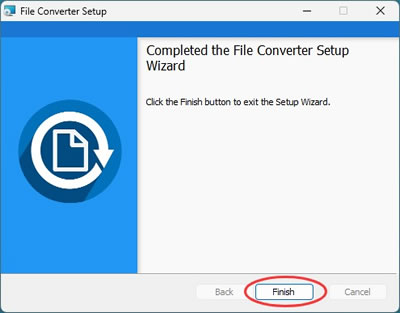 File Converter Setup
Completed the File Converter Setup
Wizard
Click the Finish button to exit the Setup Wizard.
Back
Finish
Cancel